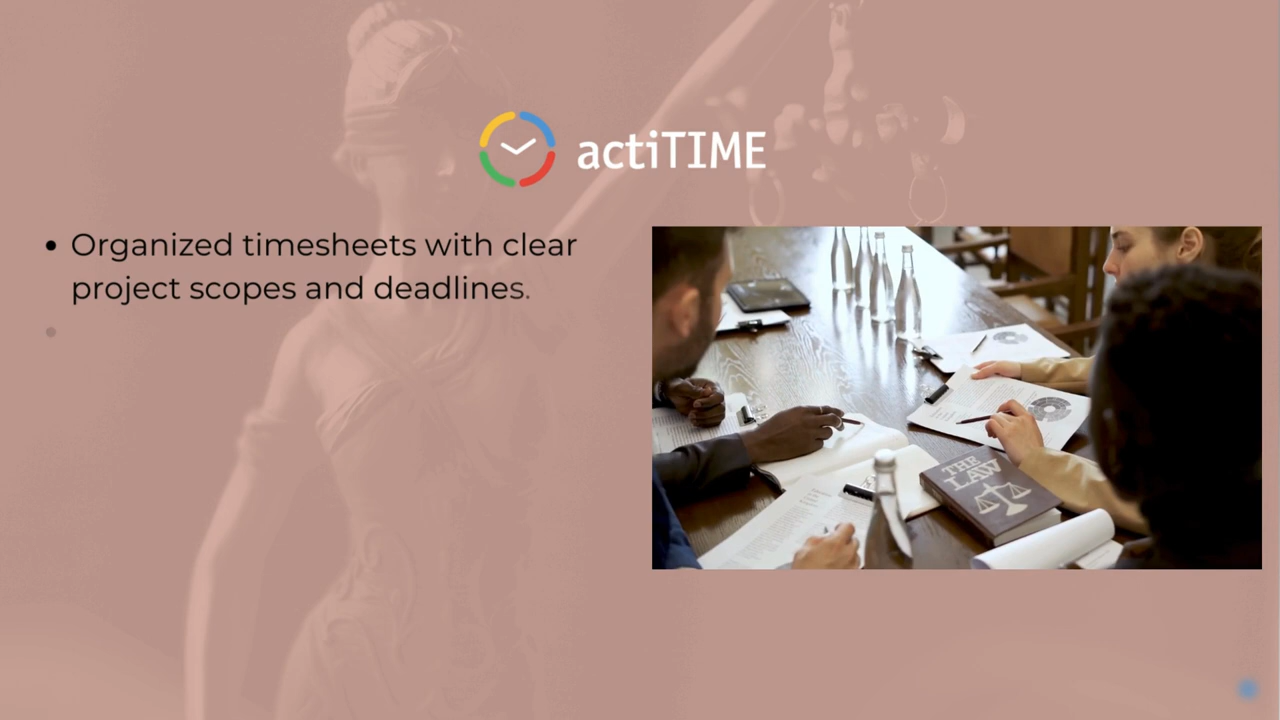 actiTIME
• Organized timesheets with clear
project scopes and deadlines.
THE
LAW